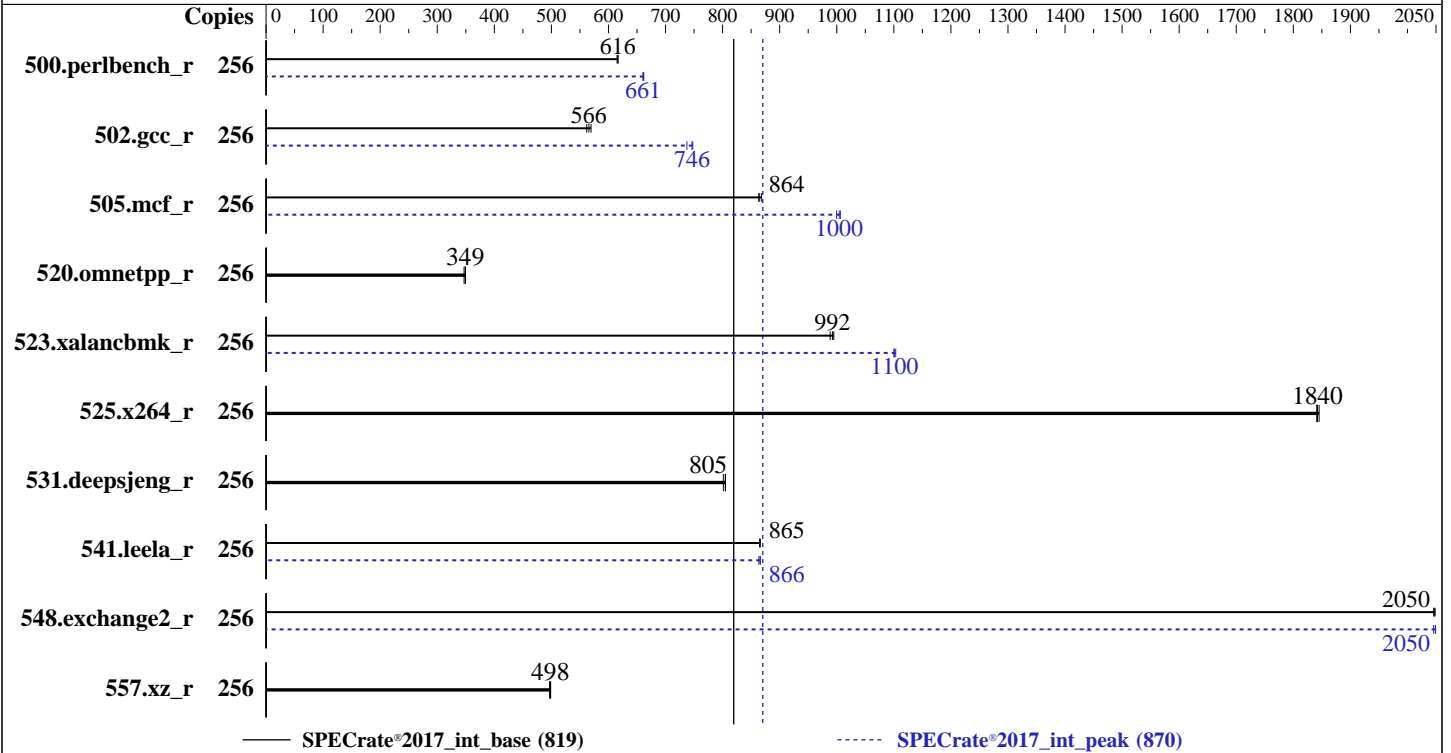 Copies 0 100 200 300 400 500 600 700 800 900 1000 1100 1200 1300 1400 1500 1600 1700 1800 1900 2050
500.perlbench_r 256 616
661
502.gcc_r 256 566
746
505.mcf_r 256 864
1000
520.omnetpp_r 256 349
523.xalancbmk_r 256 992
1100
525.x264_r 256 1840
531.deepsjeng_r 256 805
541.leela_r 256 865
866
548.exchange2_r 256 2050
2050
557.xz_r 256 498
SPECrate®2017_int_base (819) SPECrate®2017_int_peak (870)